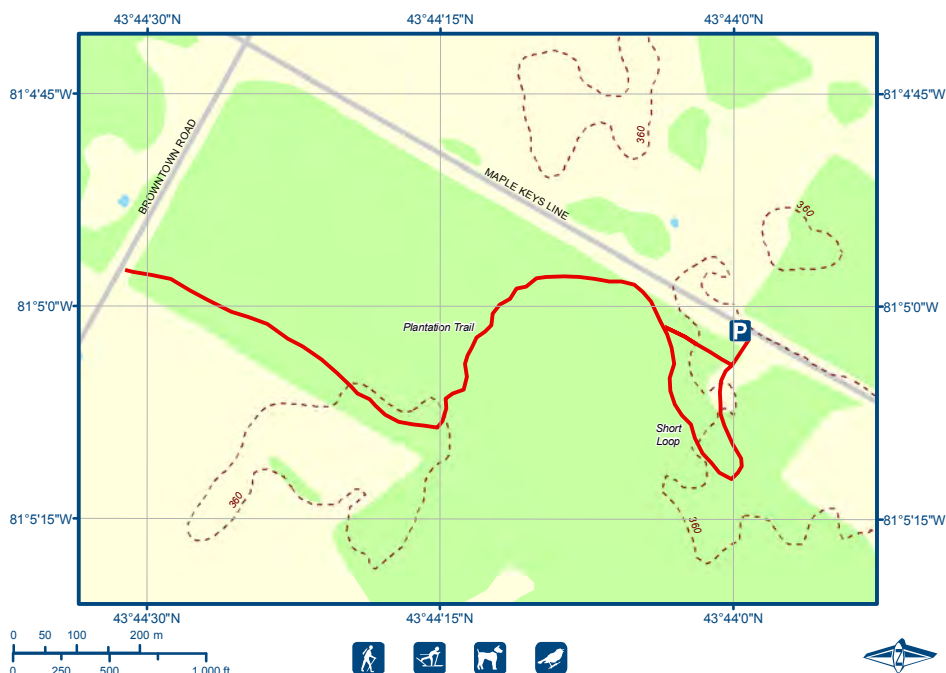 43°44'30"N 43°44'15"N 43°44'0"N
81°4'45"W 81°4'45"W
360
BROWNTOWN ROAD
MAPLE KEYS LINE
360
81°5'0"W 81°5'0"W
Plantation Trail
P
Short
Loop
360
360
81°5'15"W 81°5'15"W
43°44'30"N 43°44'15"N 43°44'0"N
0 50 100 200 m
0 250 500 1,000 ft
Z